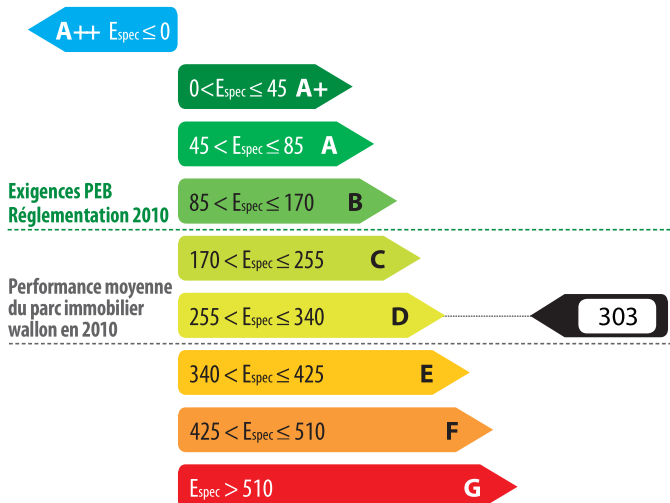 A++ Espec ≤ 0
0<Espec ≤ 45 A+
45 < Espec ≤ 85 A
Exigences PEB
Réglementation 2010
85 < Espec ≤ 170 B
170 < Espec ≤ 255 C
Performance moyenne
du parc immobilier
wallon en 2010
255 < Espec ≤ 340 D
303
340 < Espec ≤ 425 E
425 < Espec ≤ 510 F
Espec > 510 G